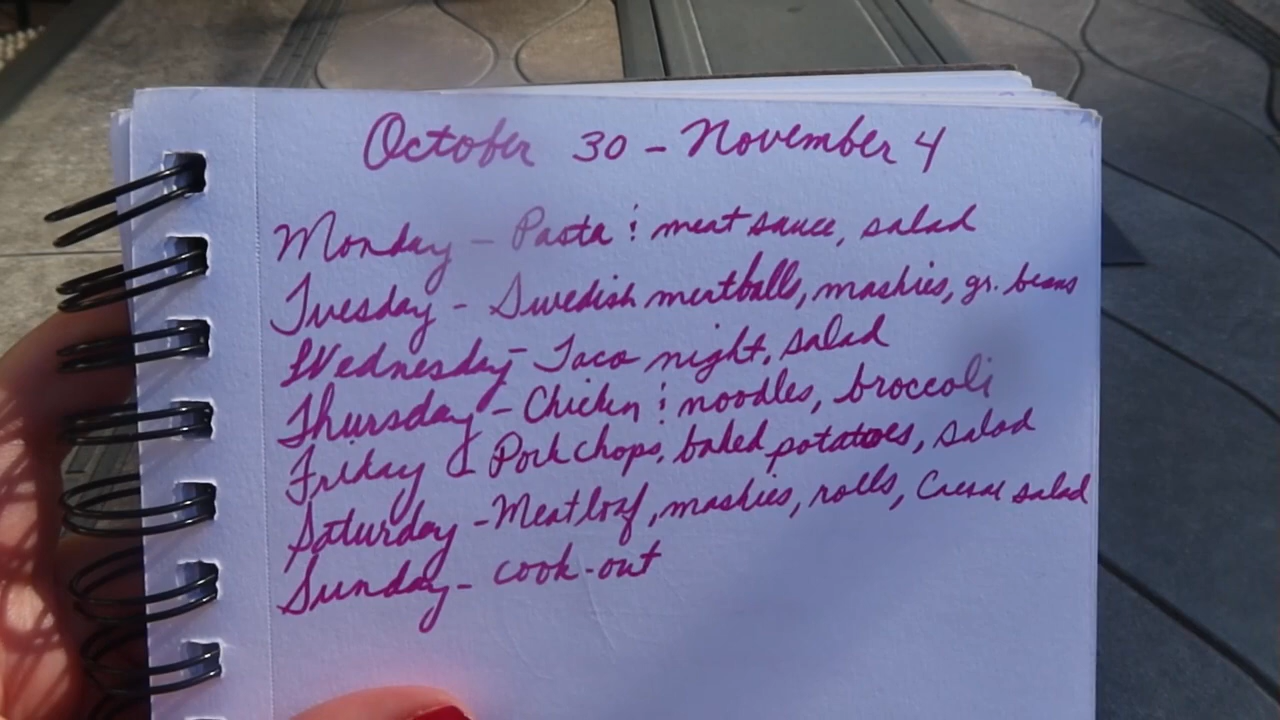 October 30 - November 4
Monday - Pasta & meat sauce, salad
Tuesday - Swedish meatballs, mashies, gr. beans
Wednesday - Taco night, salad
Thursday - Chicken & noodles, broccoli
Friday - Pork chops, baked potatoes, salad
Saturday - Meatloaf, mashies, rolls, Caesar salad
Sunday - cook-out